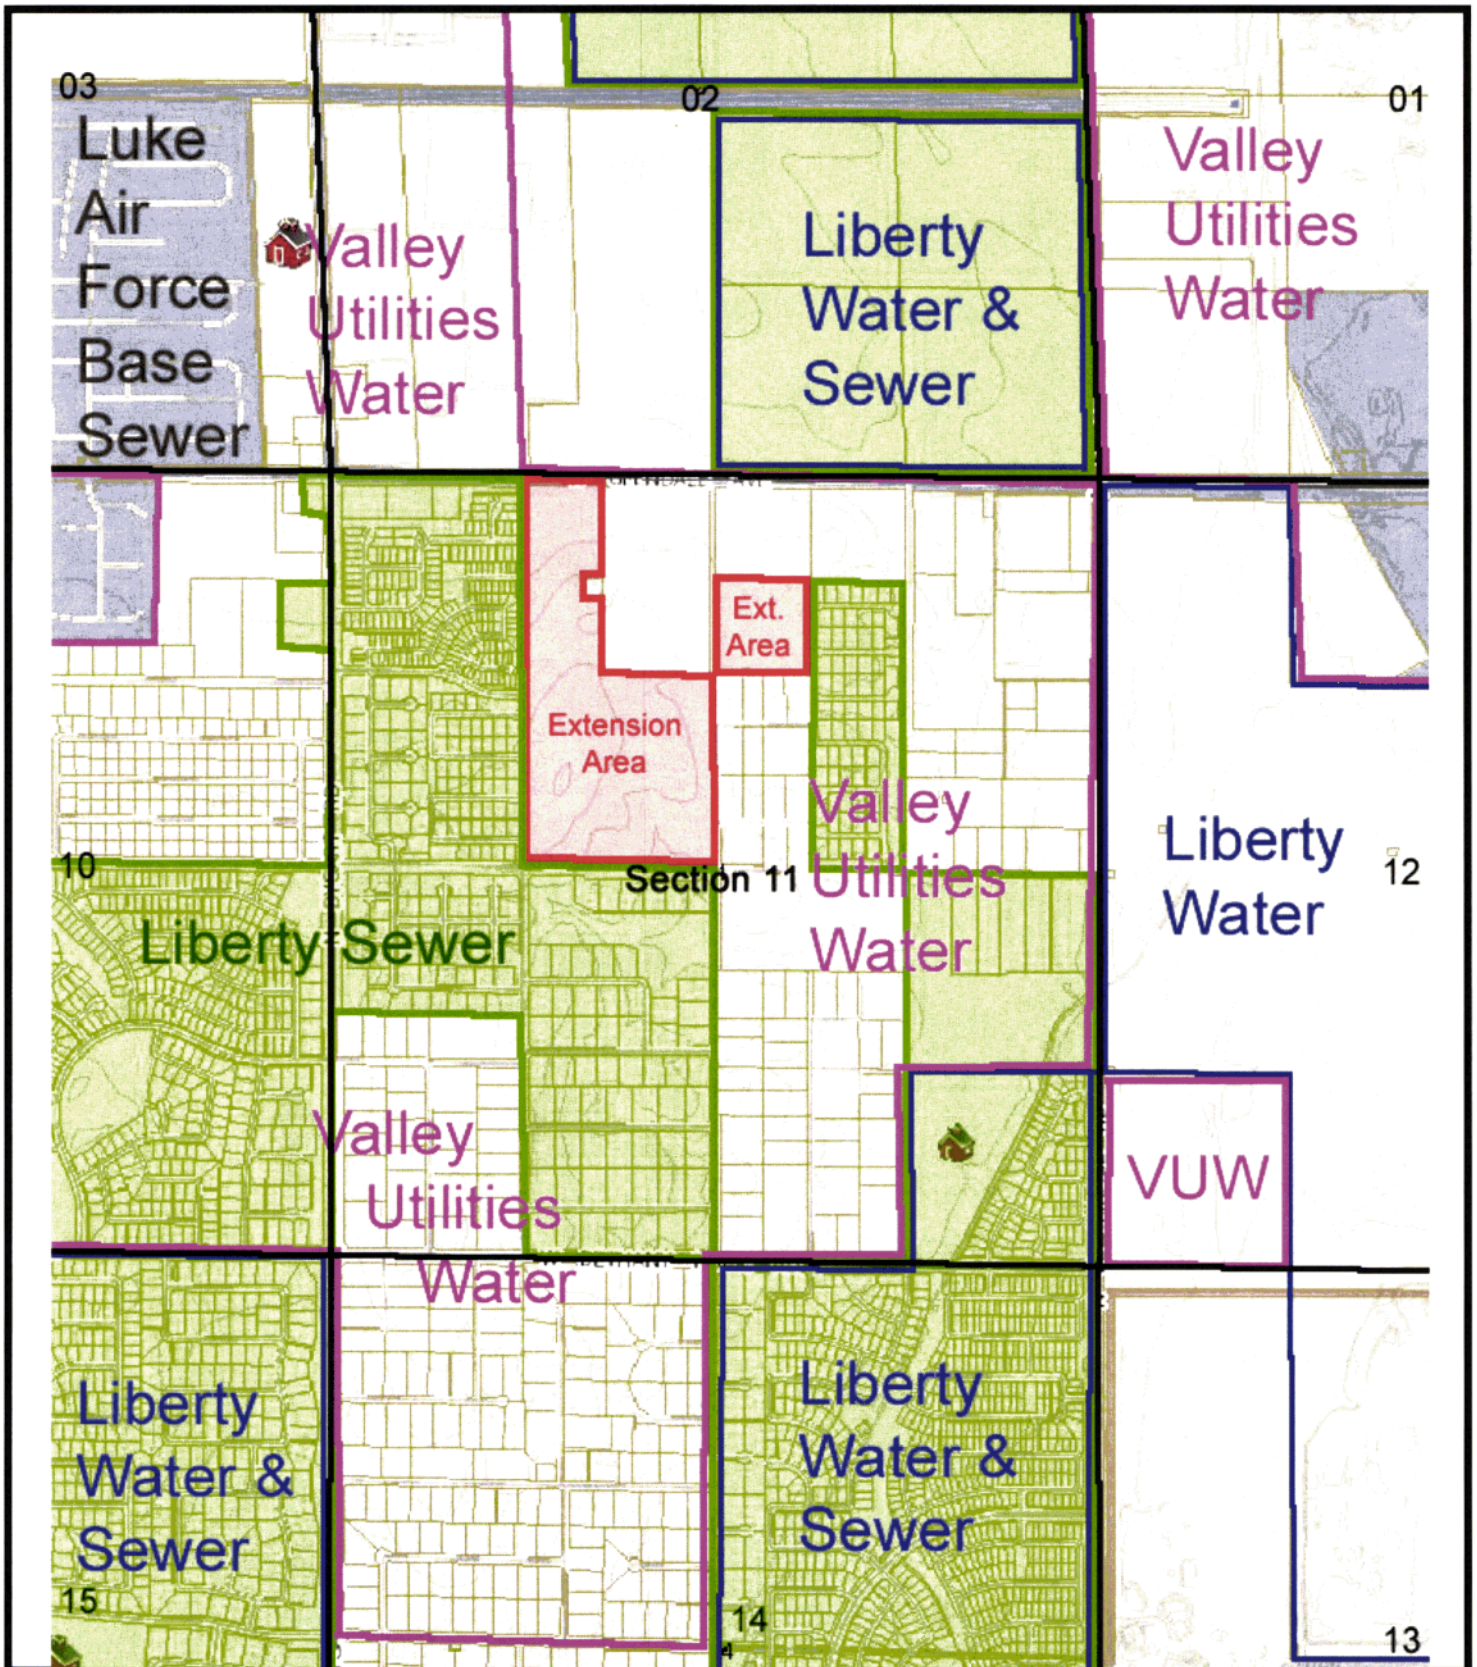 03
02
01
Luke
Air
Force
Base
Sewer
Valley
Utilities
Water
Liberty
Water &
Sewer
Valley
Utilities
Water
Ext.
Area
Extension
Area
10
Section 11
12
Valley
Utilities
Water
Liberty
Water
Liberty Sewer
Valley
Utilities
Water
VUW
Liberty
Water &
Sewer
Liberty
Water &
Sewer
15
14
13